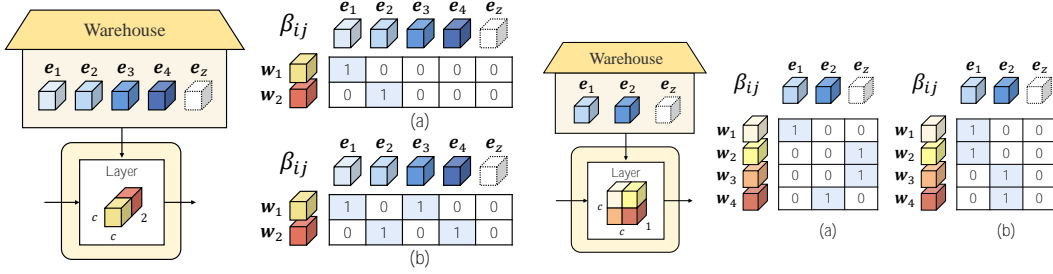 Warehouse
e1 e2 e3 e4 ez
Layer
c
c
2
βij
e1 e2 e3 e4 ez
w1 1 0 0 0 0
w2 0 1 0 0 0
(a)
βij
e1 e2 e3 e4 ez
w1 1 0 1 0 0
w2 0 1 0 1 0
(b)
Warehouse
e1 e2 ez
Layer
c
c
1
βij
e1 e2 ez
w1 1 0 0
w2 0 0 1
w3 0 0 1
w4 0 1 0
(a)
βij
e1 e2 ez
w1 1 0 0
w2 1 0 0
w3 0 1 0
w4 0 1 0
(b)